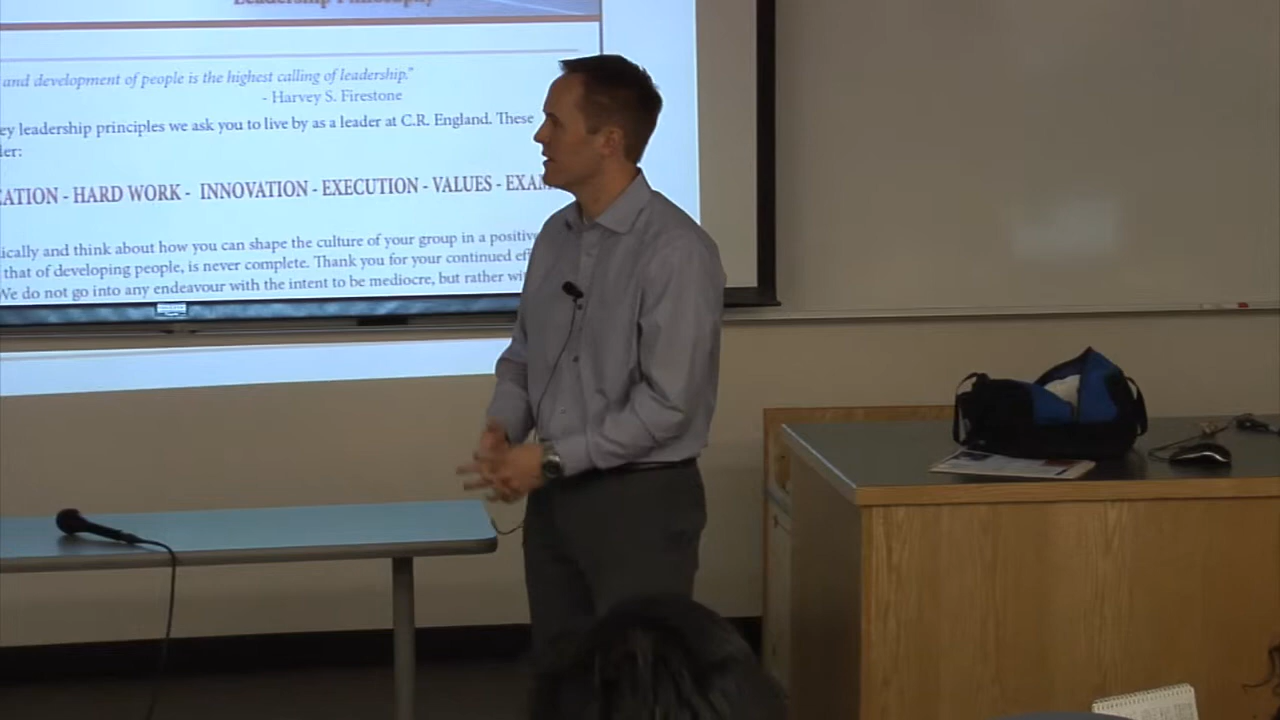 Leadership Philosophy
and development of people is the highest calling of leadership."
- Harvey S. Firestone
ey leadership principles we ask you to live by as a leader at C.R. England. These
der:
CATION - HARD WORK - INNOVATION - EXECUTION - VALUES - EXAM
ically and think about how you can shape the culture of your group in a positive
that of developing people, is never complete. Thank you for your continued ef
We do not go into any endeavour with the intent to be mediocre, but rather wi